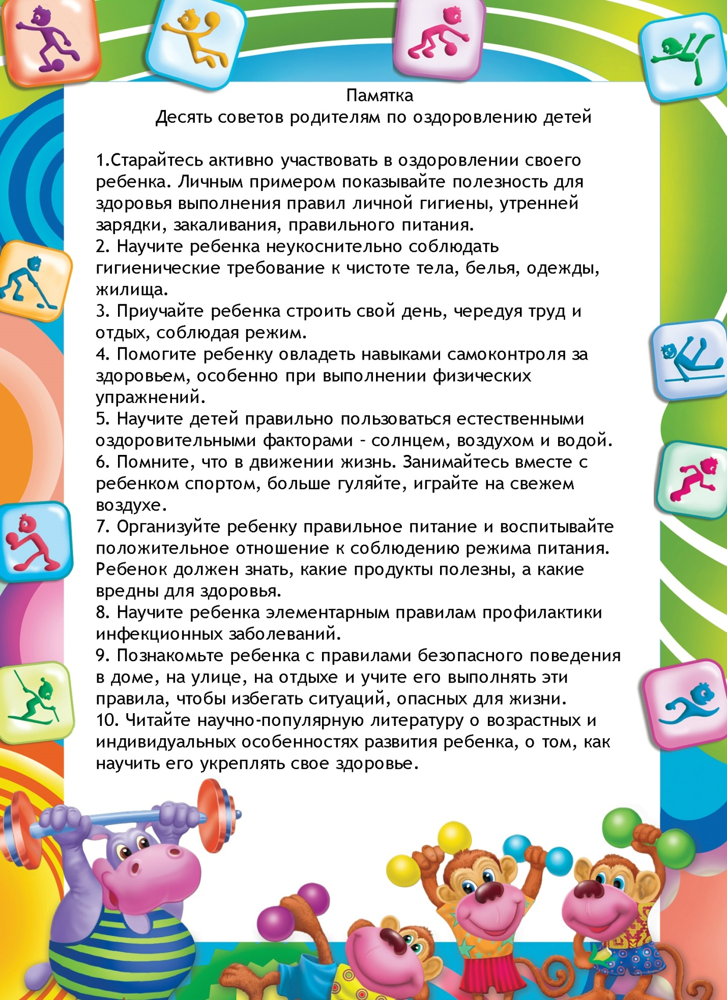 Памятка
Десять советов родителям по оздоровлению детей
1.Старайтесь активно участвовать в оздоровлении своего
ребенка. Личным примером показывайте полезность для
здоровья выполнения правил личной гигиены, утренней
зарядки, закаливания, правильного питания.
2. Научите ребенка неукоснительно соблюдать
гигиенические требование к чистоте тела, белья, одежды,
жилища.
3. Приучайте ребенка строить свой день, чередуя труд и
отдых, соблюдая режим.
4. Помогите ребенку овладеть навыками самоконтроля за
здоровьем, особенно при выполнении физических
упражнений.
5. Научите детей правильно пользоваться естественными
оздоровительными факторами – солнцем, воздухом и водой.
6. Помните, что в движении жизнь. Занимайтесь вместе с
ребенком спортом, больше гуляйте, играйте на свежем
воздухе.
7. Организуйте ребенку правильное питание и воспитывайте
положительное отношение к соблюдению режима питания.
Ребенок должен знать, какие продукты полезны, а какие
вредны для здоровья.
8. Научите ребенка элементарным правилам профилактики
инфекционных заболеваний.
9. Познакомьте ребенка с правилами безопасного поведения
в доме, на улице, на отдыхе и учите его выполнять эти
правила, чтобы избегать ситуаций, опасных для жизни.
10. Читайте научно-популярную литературу о возрастных и
индивидуальных особенностях развития ребенка, о том, как
научить его укреплять свое здоровье.